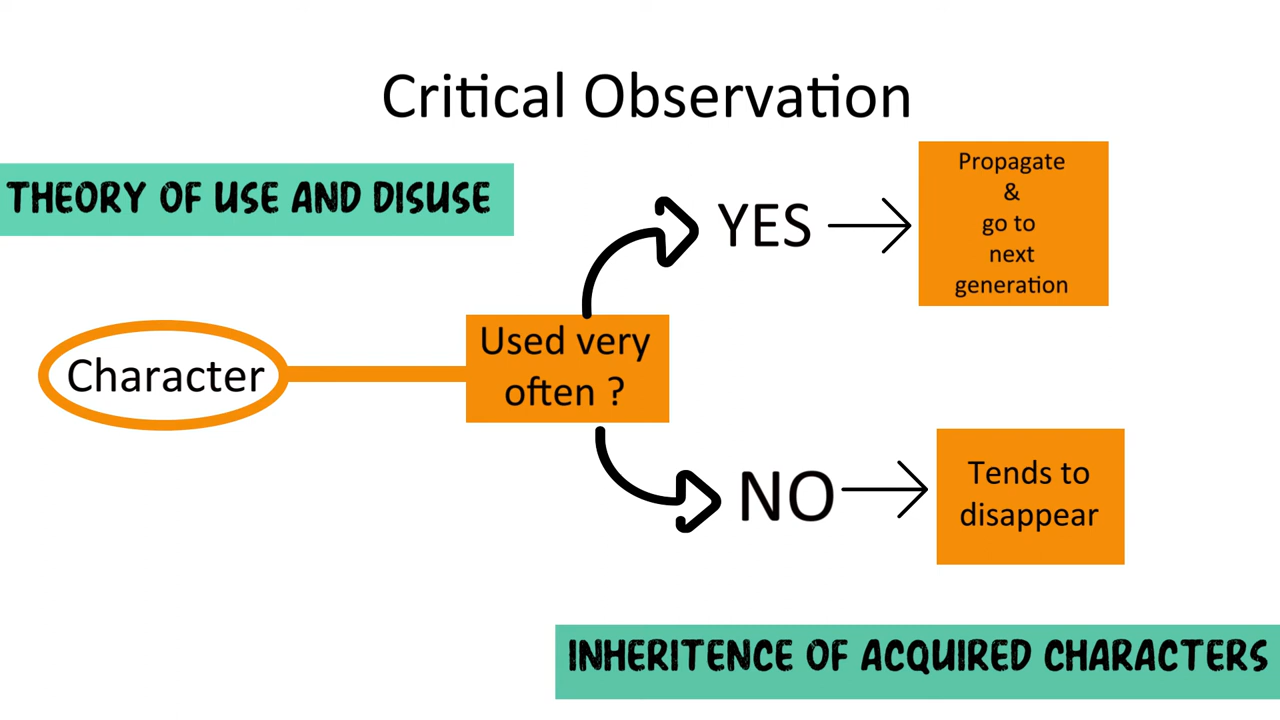 Critical Observation
THEORY OF USE AND DISUSE
Character
Used very
often ?
YES
Propagate
&
go to
next
generation
NO
Tends to
disappear
INHERITENCE OF ACQUIRED CHARACTERS